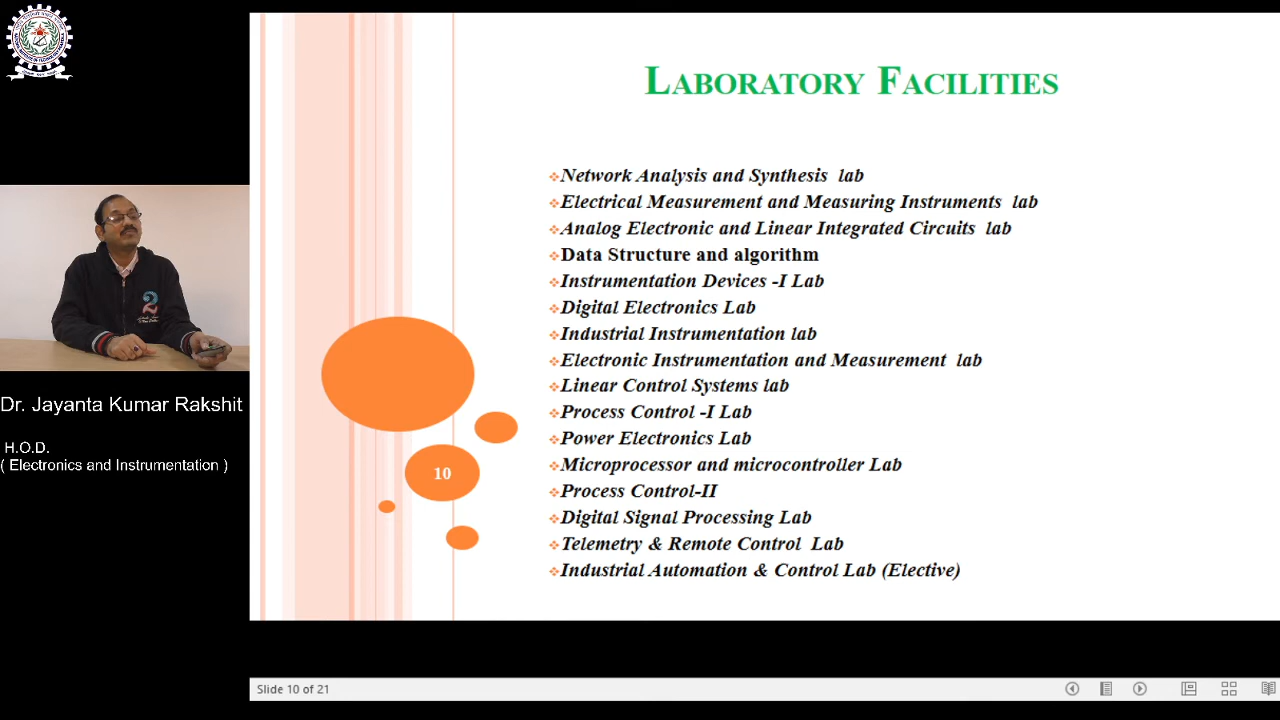 LABORATORY FACILITIES
❖Network Analysis and Synthesis lab
❖Electrical Measurement and Measuring Instruments lab
❖Analog Electronic and Linear Integrated Circuits lab
❖Data Structure and algorithm
❖Instrumentation Devices -I Lab
❖Digital Electronics Lab
❖Industrial Instrumentation lab
❖Electronic Instrumentation and Measurement lab
❖Linear Control Systems lab
❖Process Control -I Lab
❖Power Electronics Lab
❖Microprocessor and microcontroller Lab
❖Process Control-II
❖Digital Signal Processing Lab
❖Telemetry & Remote Control Lab
❖Industrial Automation & Control Lab (Elective)
10
2
Dr. Jayanta Kumar Rakshit
H.O.D.
( Electronics and Instrumentation )
Slide 10 of 21